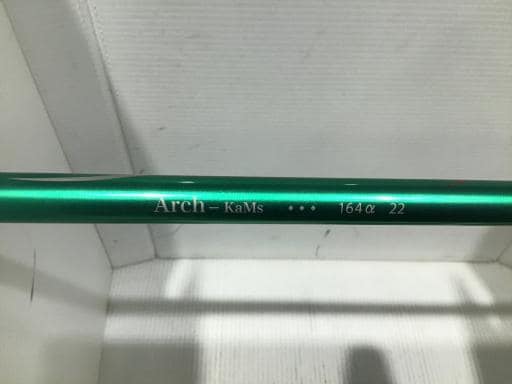 Arch – KaMs • • • 164α 22